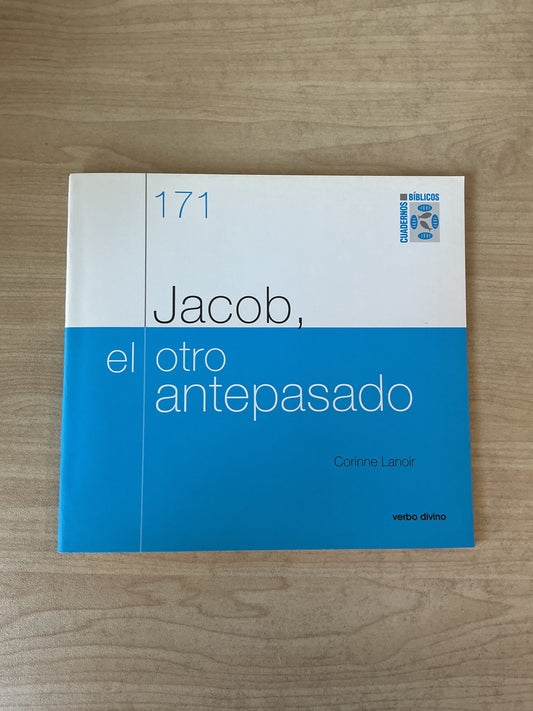 171
CUADERNOS
BÍBLICOS
Jacob,
el otro
antepasado
Corinne Lanoir
verbo divino